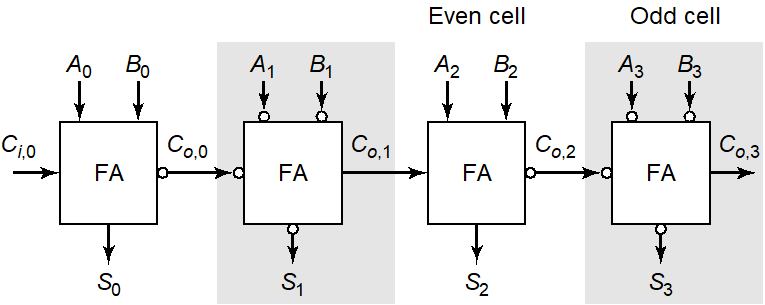 Even cell Odd cell
A0 B0 A1 B1 A2 B2 A3 B3
Ci,0 Co,0 Co,1 Co,2 Co,3
FA FA FA FA
S0 S1 S2 S3